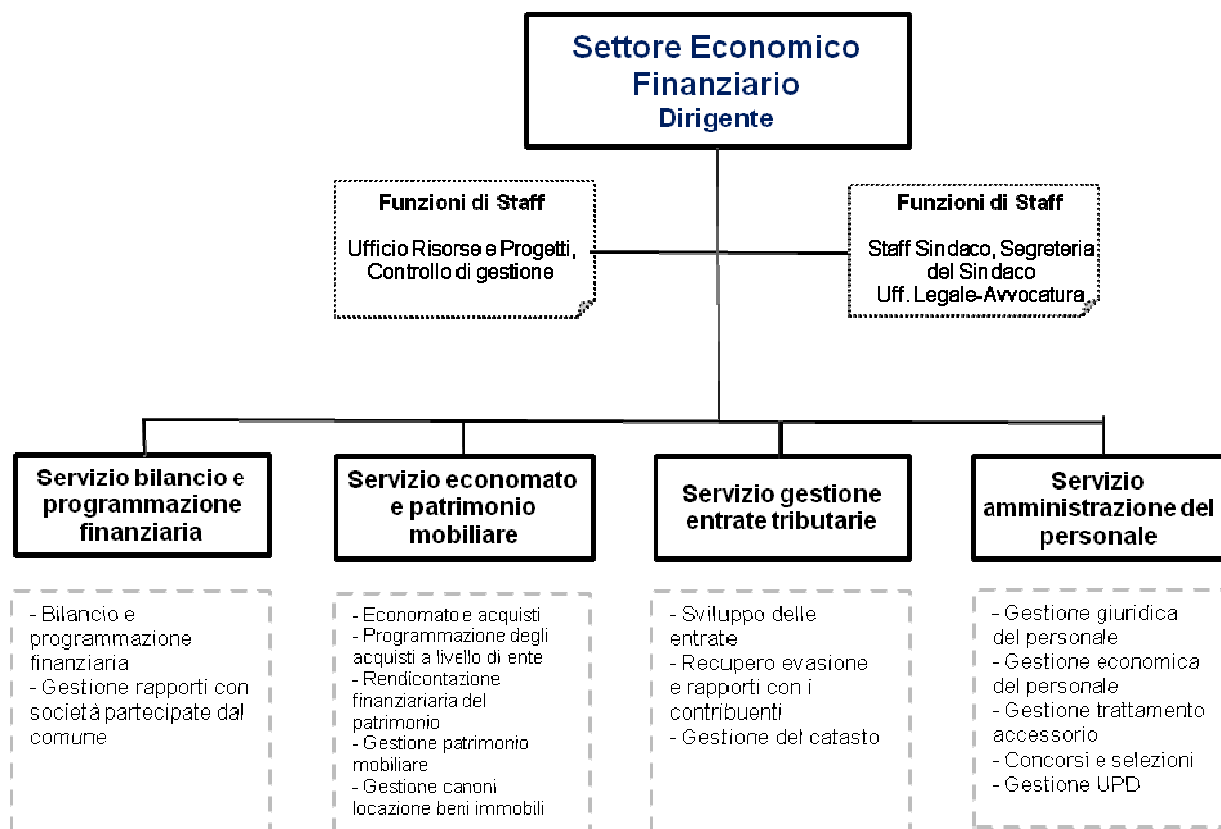 Settore Economico
Finanziario
Dirigente
Funzioni di Staff
Ufficio Risorse e Progetti,
Controllo di gestione
Funzioni di Staff
Staff Sindaco, Segreteria
del Sindaco
Uff. Legale-Avvocatura
Servizio bilancio e
programmazione
finanziaria
Servizio economato
e patrimonio
mobiliare
Servizio gestione
entrate tributarie
Servizio
amministrazione del
personale
- Bilancio e
programmazione
finanziaria
- Gestione rapporti con
società partecipate dal
comune
- Economato e acquisti
- Programmazione degli
acquisti a livello di ente
- Rendicontazione
finanziariaria del
patrimonio
- Gestione patrimonio
mobiliare
- Gestione canoni
locazione beni immobili
- Sviluppo delle
entrate
- Recupero evasione
e rapporti con i
contribuenti
- Gestione del catasto
- Gestione giuridica
del personale
- Gestione economica
del personale
- Gestione trattamento
accessorio
- Concorsi e selezioni
- Gestione UPD